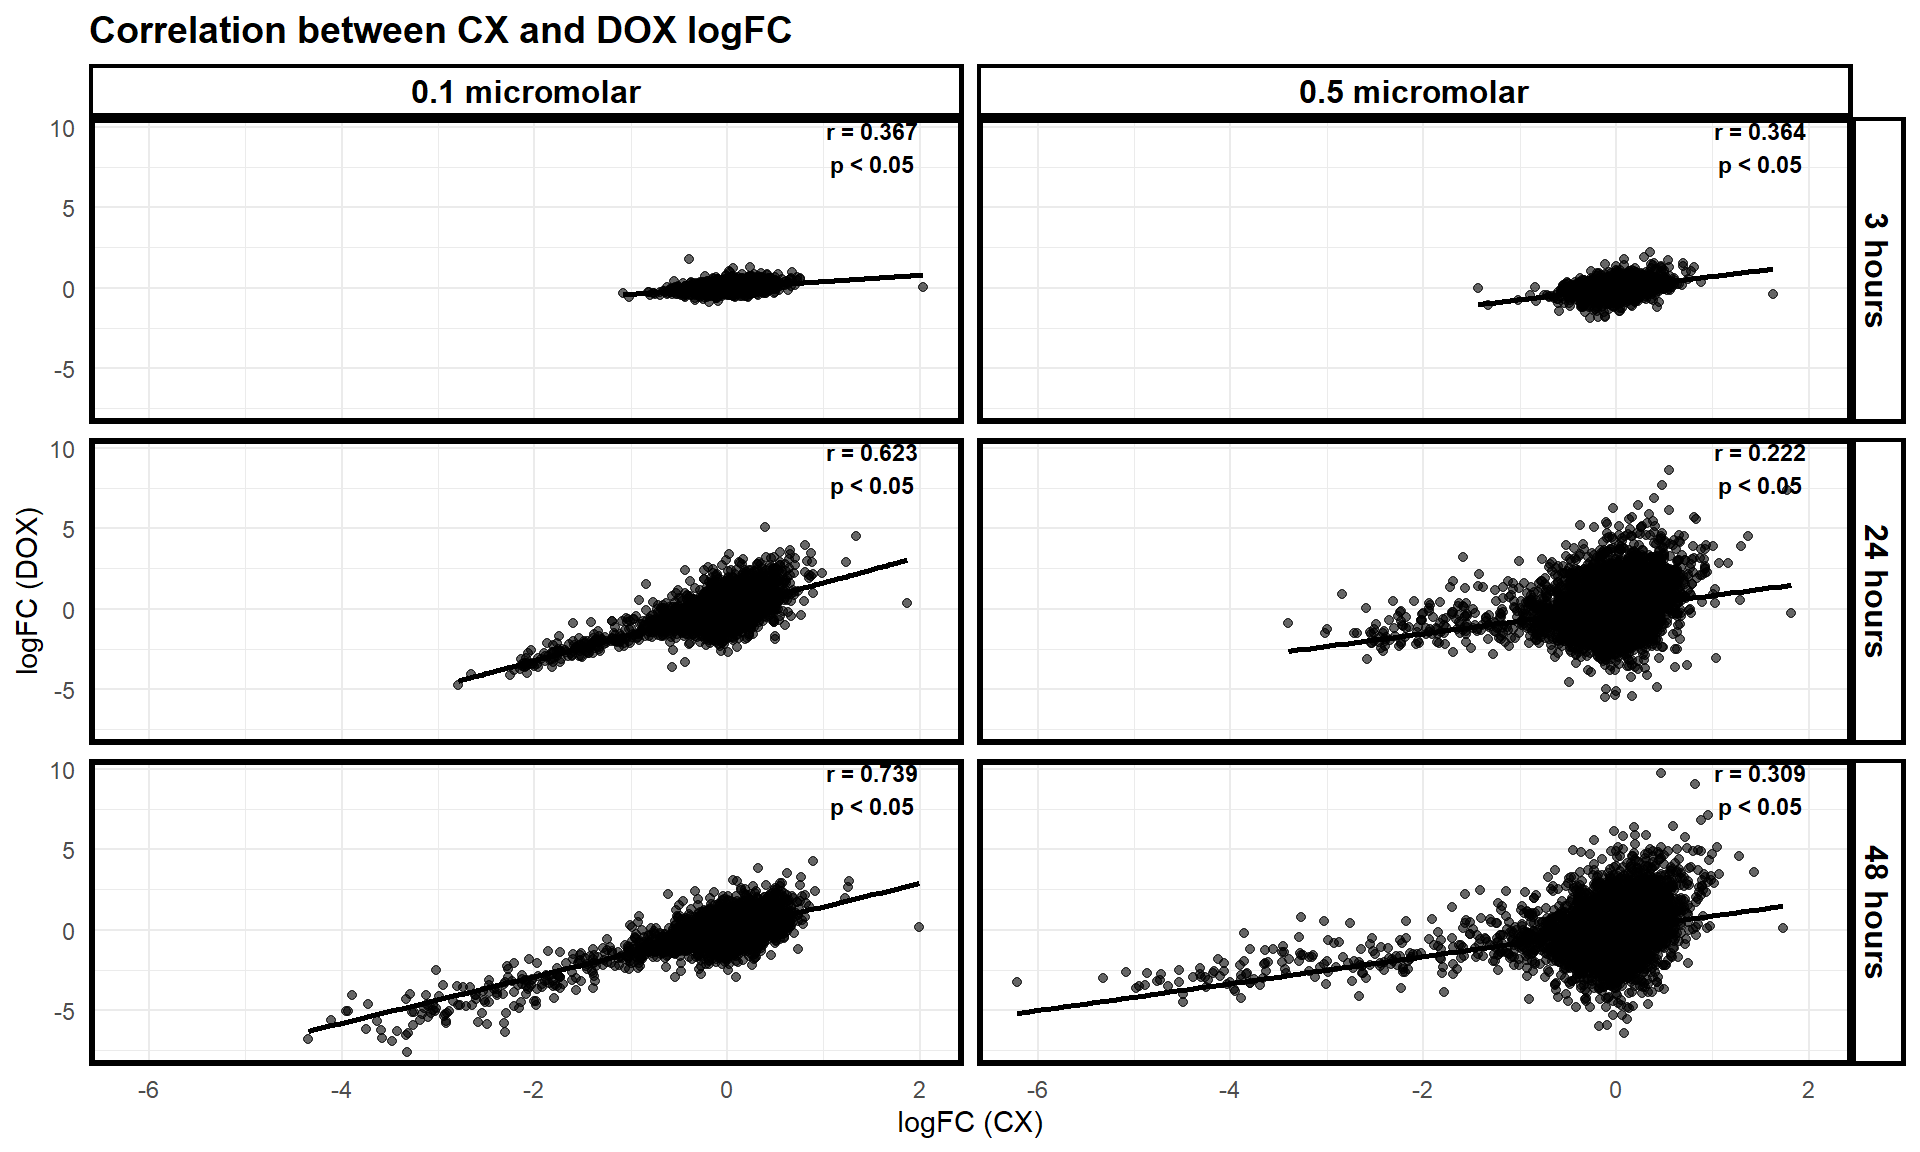 Correlation between CX and DOX logFC
0.1 micromolar
0.5 micromolar
10
5
0
-5
r = 0.367
p < 0.05
r = 0.364
p < 0.05
3 hours
10
5
0
-5
r = 0.623
p < 0.05
r = 0.222
p < 0.05
24 hours
10
5
0
-5
r = 0.739
p < 0.05
r = 0.309
p < 0.05
48 hours
logFC (DOX)
-6 -4 -2 0 2
-6 -4 -2 0 2
logFC (CX)